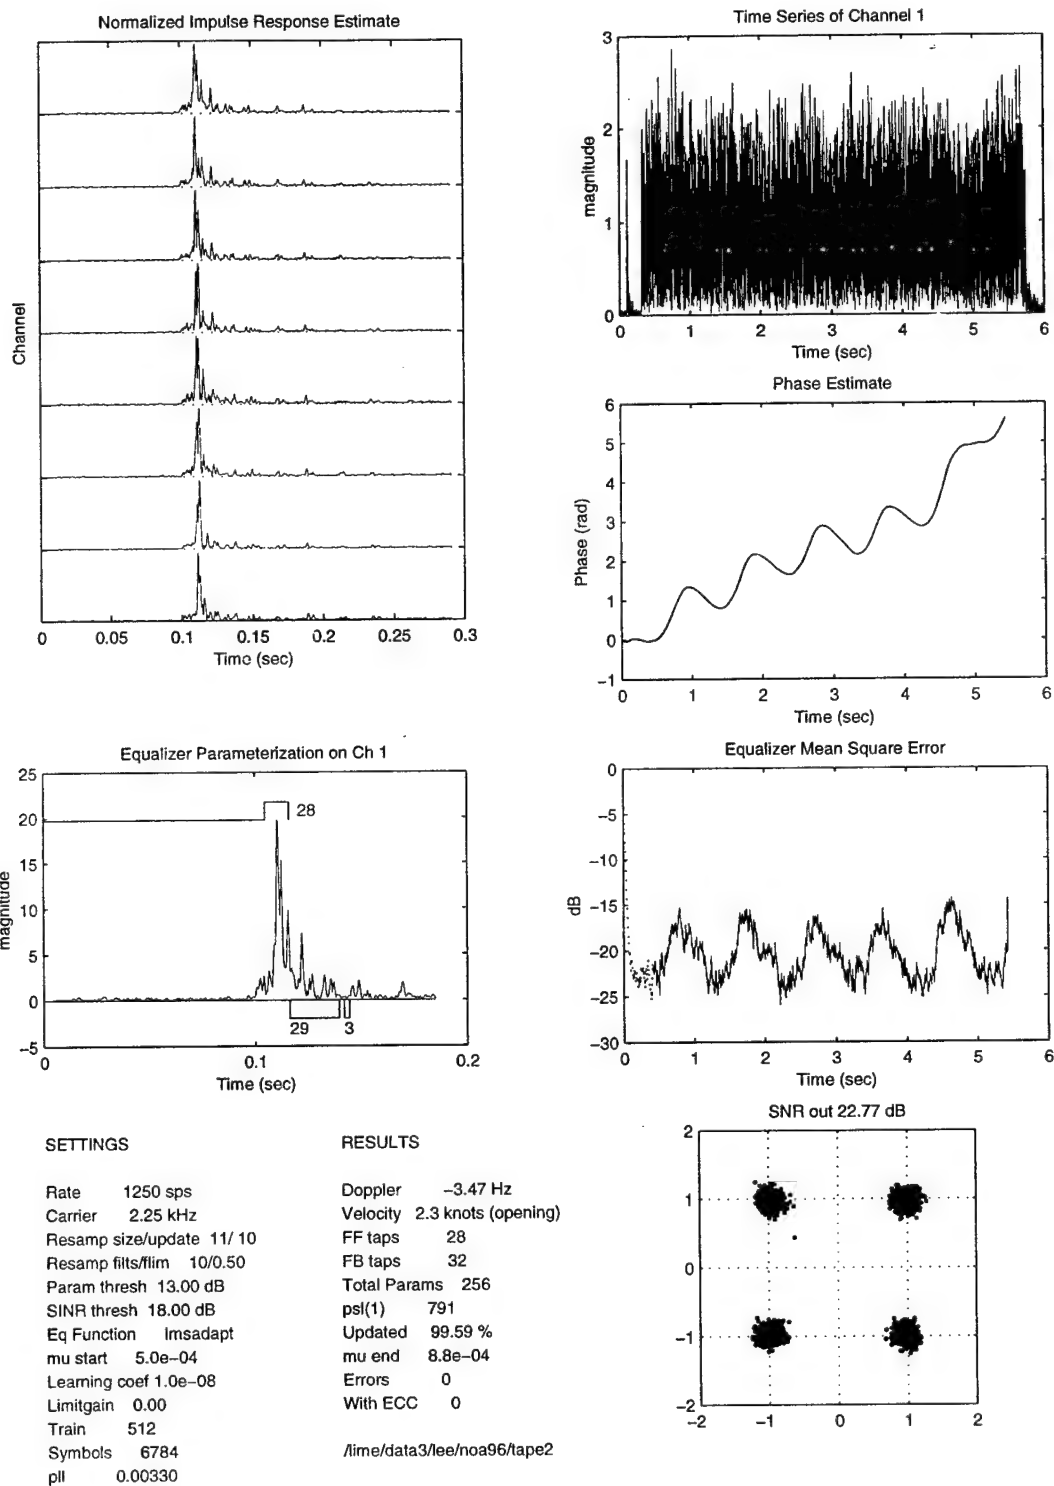 Normalized Impulse Response Estimate
Channel
0 0.05 0.1 0.15 0.2 0.25 0.3
Time (sec)
Time Series of Channel 1
magnitude
3
2
1
0
0 1 2 3 4 5 6
Time (sec)
Phase Estimate
Phase (rad)
6
5
4
3
2
1
0
−1
0 1 2 3 4 5 6
Time (sec)
Equalizer Parameterization on Ch 1
magnitude
25
20
15
10
5
0
−5
28
29 3
0 0.1 0.2
Time (sec)
Equalizer Mean Square Error
dB
0
−5
−10
−15
−20
−25
−30
0 1 2 3 4 5 6
Time (sec)
SETTINGS
Rate 1250 sps
Carrier 2.25 kHz
Resamp size/update 11/ 10
Resamp filts/flim 10/0.50
Param thresh 13.00 dB
SINR thresh 18.00 dB
Eq Function lmsadapt
mu start 5.0e−04
Learning coef 1.0e−08
Limitgain 0.00
Train 512
Symbols 6784
pll 0.00330
RESULTS
Doppler −3.47 Hz
Velocity 2.3 knots (opening)
FF taps 28
FB taps 32
Total Params 256
psl(1) 791
Updated 99.59 %
mu end 8.8e−04
Errors 0
With ECC 0
/lime/data3/lee/noa96/tape2
SNR out 22.77 dB
2
1
0
−1
−2
−2 −1 0 1 2